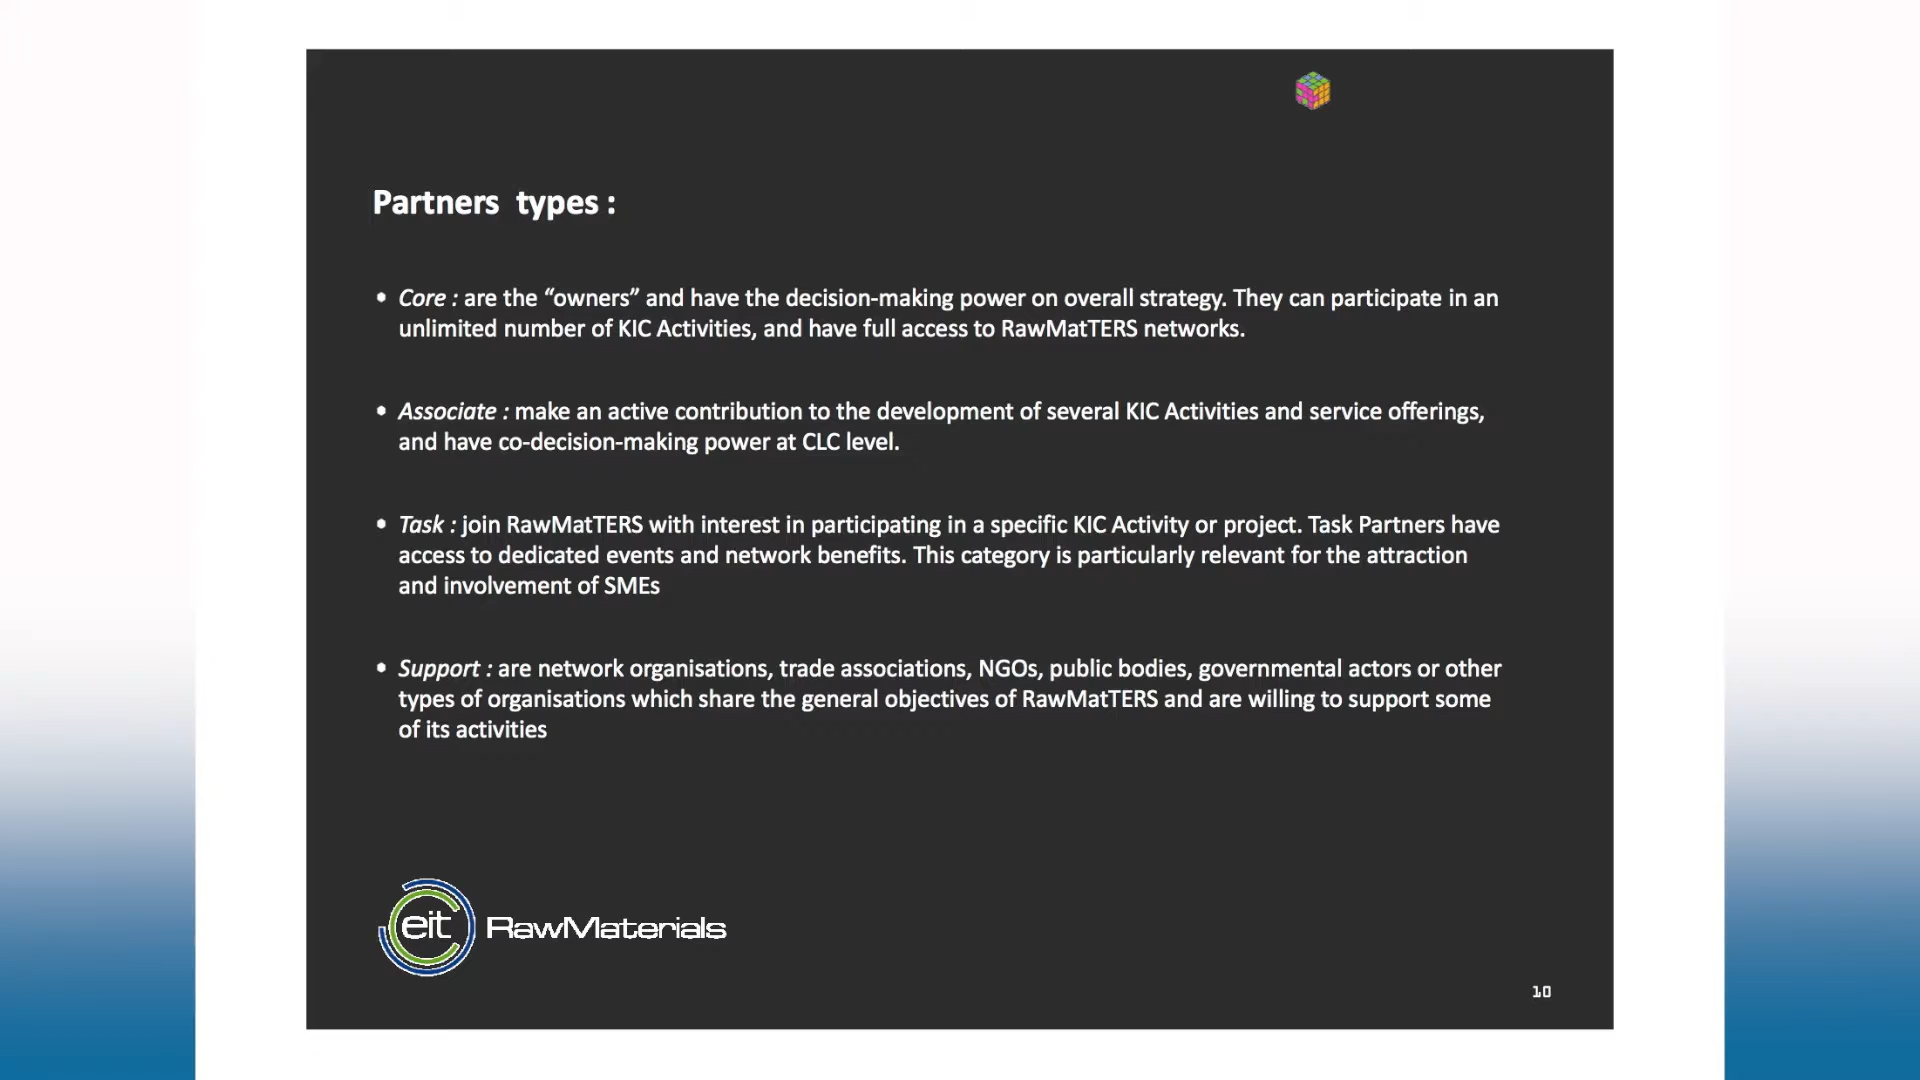 Partners types :
• Core : are the “owners” and have the decision-making power on overall strategy. They can participate in an
unlimited number of KIC Activities, and have full access to RawMatTERS networks.
• Associate : make an active contribution to the development of several KIC Activities and service offerings,
and have co-decision-making power at CLC level.
• Task : join RawMatTERS with interest in participating in a specific KIC Activity or project. Task Partners have
access to dedicated events and network benefits. This category is particularly relevant for the attraction
and involvement of SMEs
• Support : are network organisations, trade associations, NGOs, public bodies, governmental actors or other
types of organisations which share the general objectives of RawMatTERS and are willing to support some
of its activities
eit RawMaterials
10